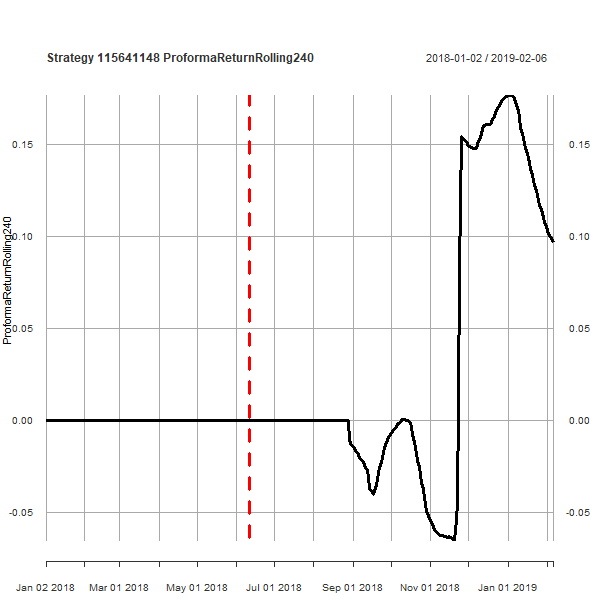 Strategy 115641148 ProformaReturnRolling240
2018-01-02 / 2019-02-06
0.15
0.15
0.10
0.10
ProformaReturnRolling240
0.05
0.05
0.00
0.00
-0.05
-0.05
Jan 02 2018
Mar 01 2018
May 01 2018
Jul 01 2018
Sep 01 2018
Nov 01 2018
Jan 01 2019